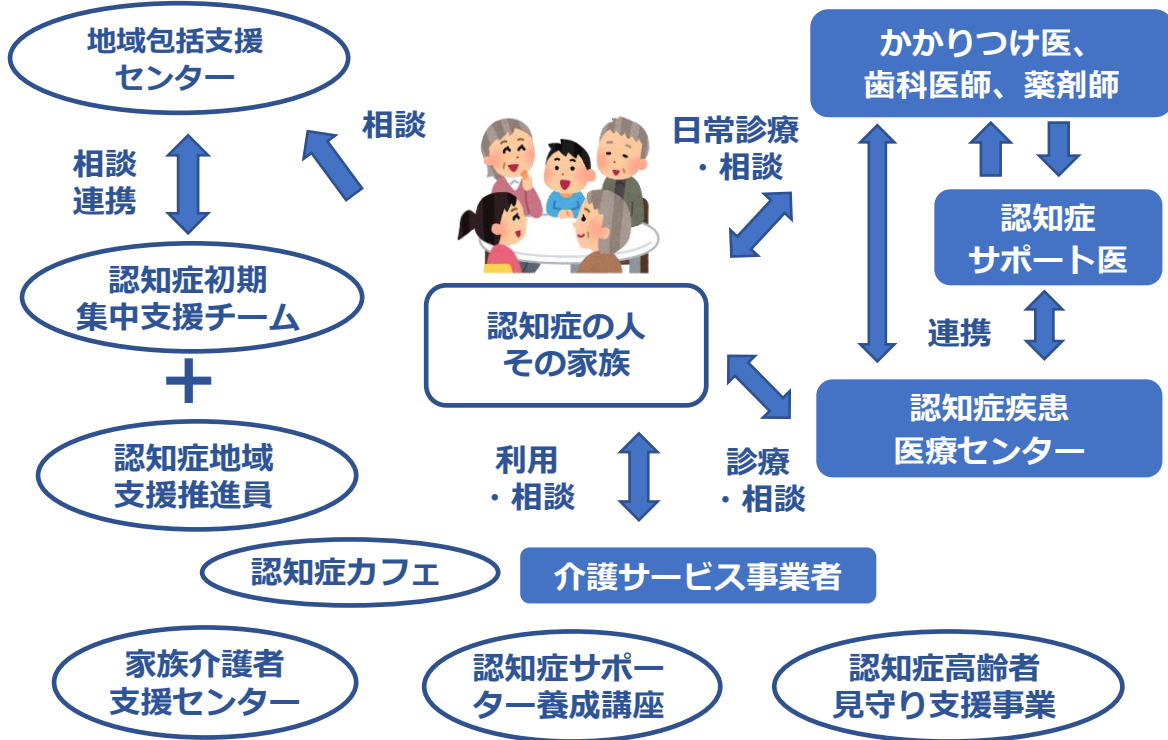 地域包括支援
センター
かかりつけ医、
歯科医師、薬剤師
相談
日常診療
・相談
相談
連携
認知症
サポート医
認知症初期
集中支援チーム
認知症の人
その家族
連携
+
認知症疾患
医療センター
認知症地域
支援推進員
利用
・相談
診療
・相談
認知症カフェ
介護サービス事業者
家族介護者
支援センター
認知症サポー
ター養成講座
認知症高齢者
見守り支援事業